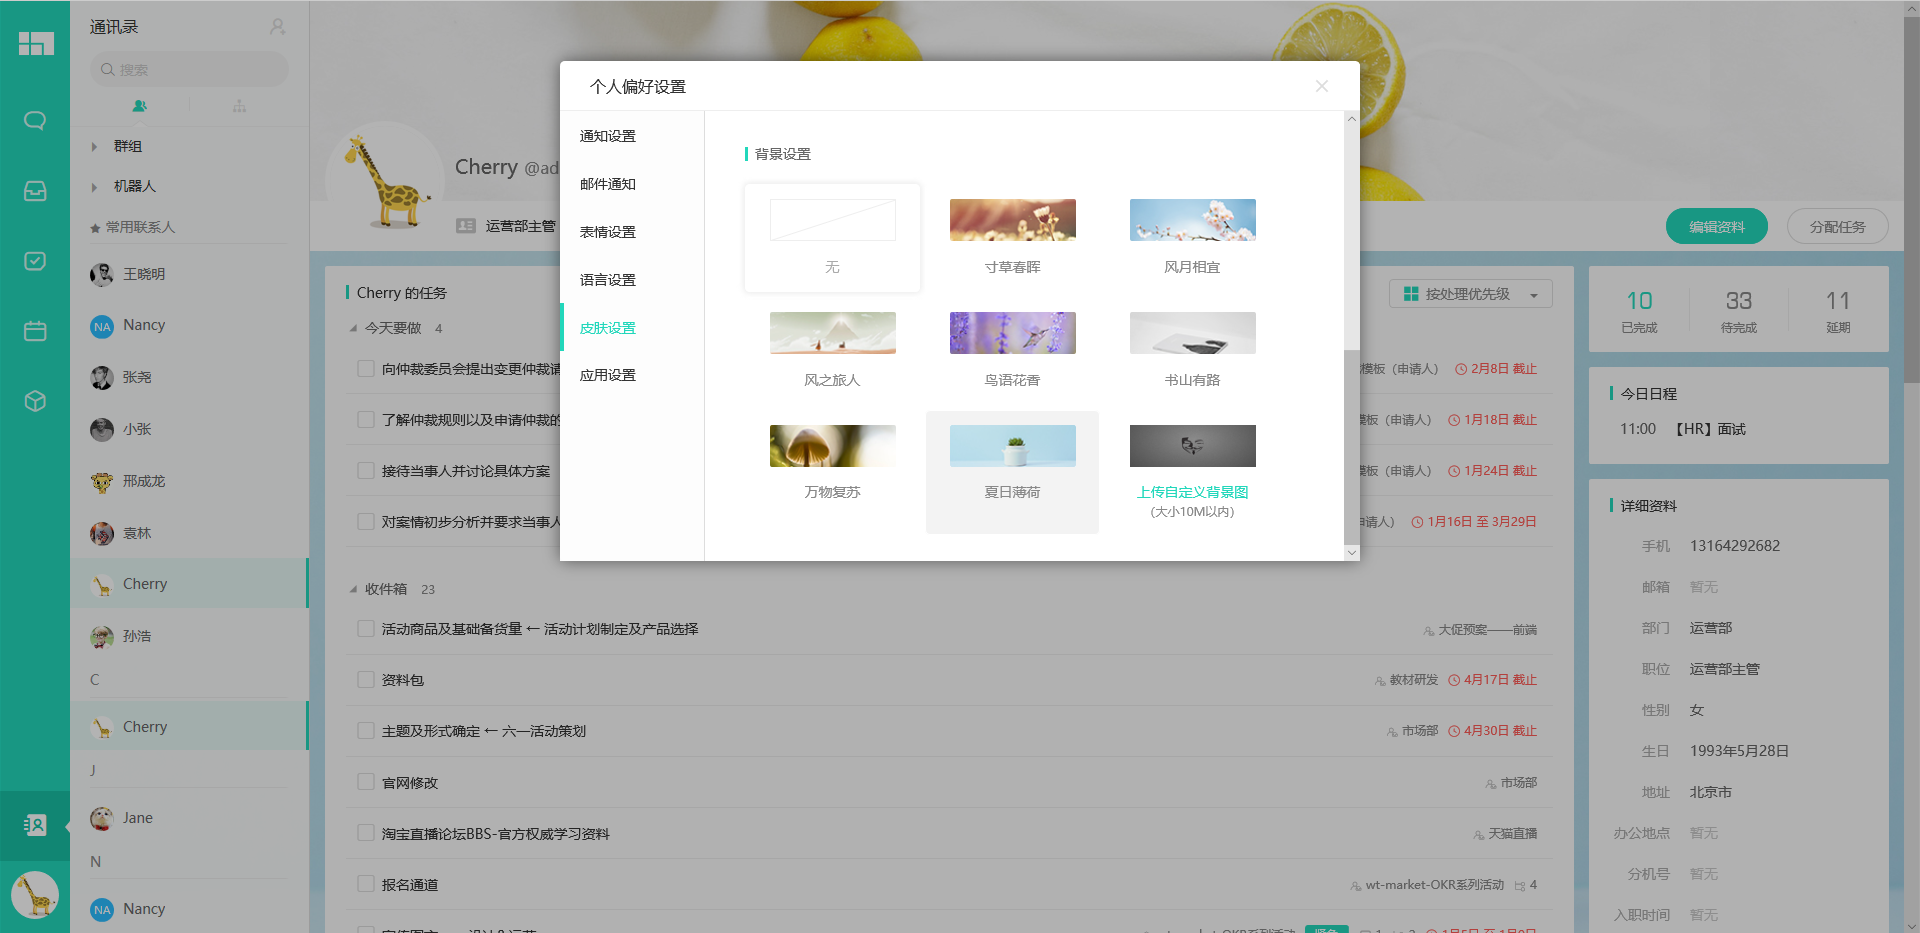 通讯录
搜索
群组
机器人
常用联系人
王晓明
Nancy
张尧
小张
邢成龙
袁林
Cherry
孙浩
C
Cherry
J
Jane
N
Nancy
Cherry @ad
运营部主管
编辑资料
分配任务
个人偏好设置
通知设置
邮件通知
表情设置
语言设置
皮肤设置
应用设置
背景设置
无
寸草春晖
风月相宜
风之旅人
鸟语花香
书山有路
万物复苏
夏日薄荷
上传自定义背景图
(大小10M以内)
Cherry 的任务
按处理优先级
今天要做 4
向仲裁委员会提出变更仲裁请
模板（申请人） 2月8日 截止
了解仲裁规则以及申请仲裁的
模板（申请人） 1月18日 截止
接待当事人并讨论具体方案
模板（申请人） 1月24日 截止
对案情初步分析并要求当事人
申请人） 1月16日 至 3月29日
收件箱 23
活动商品及基础备货量 ← 活动计划制定及产品选择
大促预案——前端
资料包
教材研发 4月17日 截止
主题及形式确定 ← 六一活动策划
市场部 4月30日 截止
官网修改
市场部
淘宝直播论坛BBS-官方权威学习资料
天猫直播
报名通道
wt-market-OKR系列活动 4
10
33
11
已完成
待完成
延期
今日日程
11:00 【HR】面试
详细资料
手机 13164292682
邮箱 暂无
部门 运营部
职位 运营部主管
性别 女
生日 1993年5月28日
地址 北京市
办公地点 暂无
分机号 暂无
入职时间 暂无